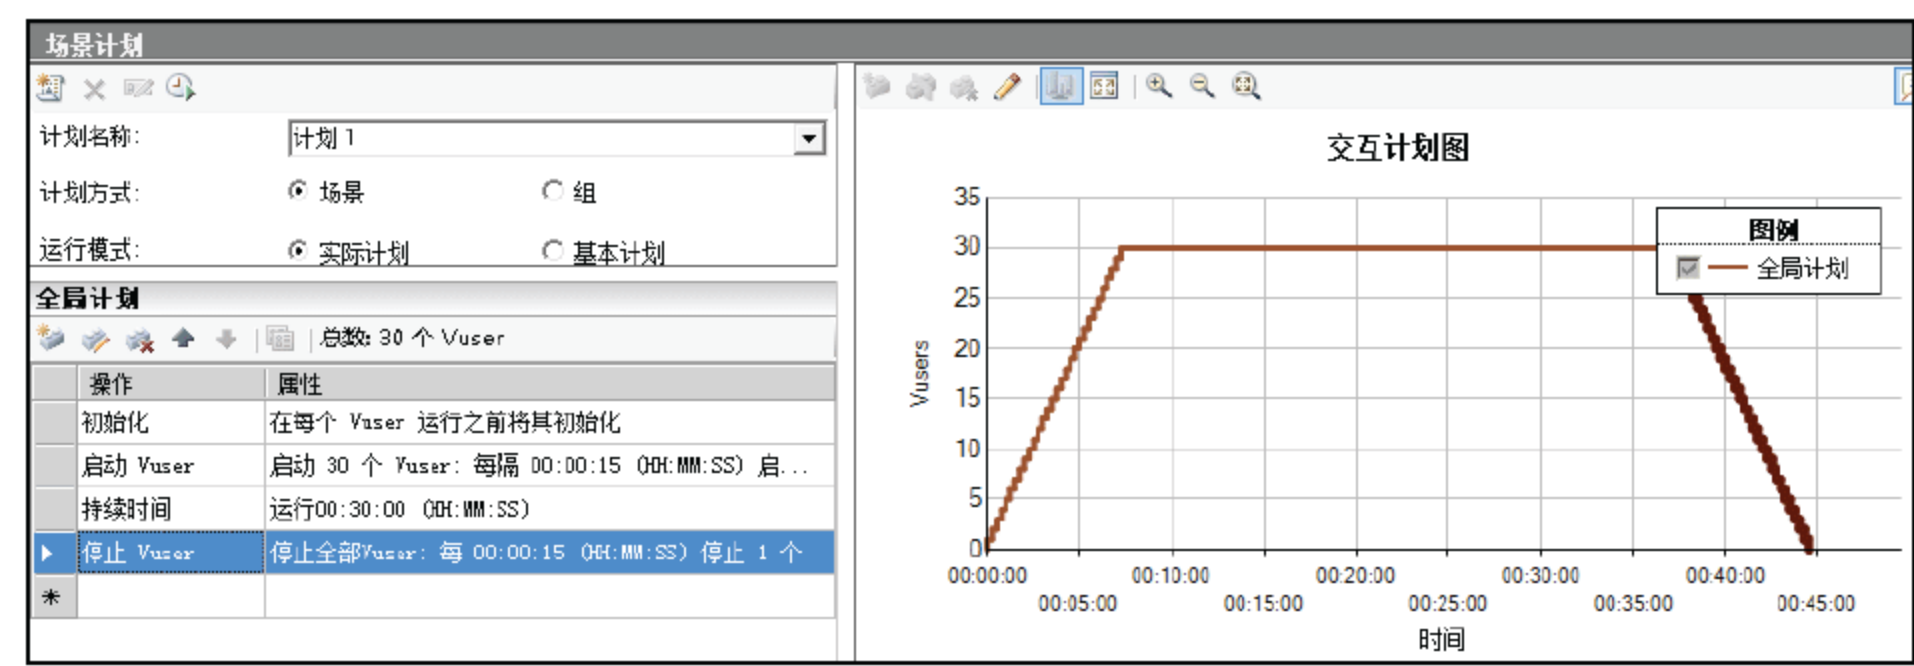 场景计划
计划名称: 计划 1
计划方式: 场景 组
运行模式: 实际计划 基本计划
全局计划
总数: 30 个 Vuser
操作 属性
初始化 在每个 Vuser 运行之前将其初始化
启动 Vuser 启动 30 个 Vuser: 每隔 00:00:15 (HH:MM:SS) 启...
持续时间 运行00:30:00 (HH:MM:SS)
停止 Vuser 停止全部Vuser: 每 00:00:15 (HH:MM:SS) 停止 1 个
交互计划图
35
30
25
20
15
10
5
0
Vusers
图例
全局计划
00:00:00 00:10:00 00:20:00 00:30:00 00:40:00
00:05:00 00:15:00 00:25:00 00:35:00 00:45:00
时间